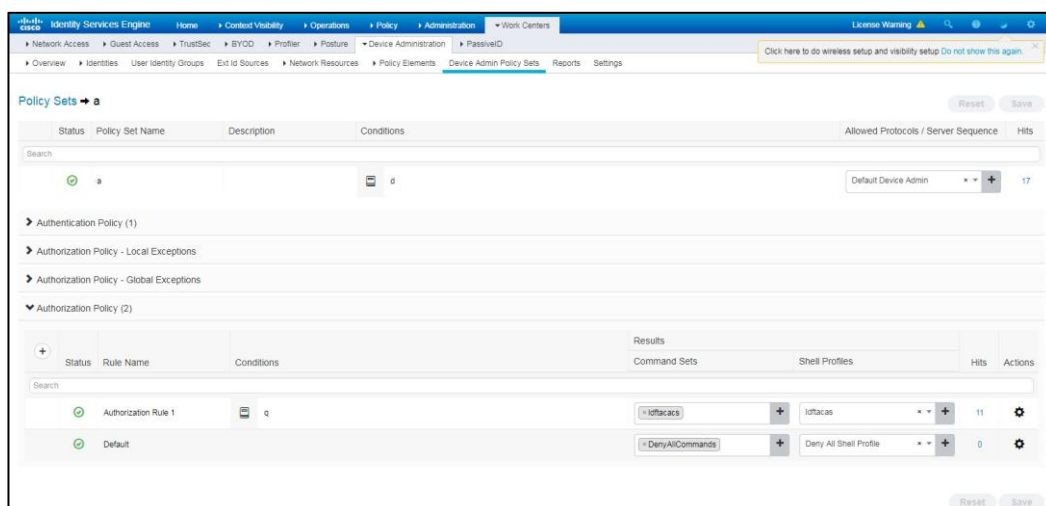 cisco Identity Services Engine Home Context Visibility Operations Policy Administration Work Centers License Warning
Network Access Guest Access TrustSec BYOD Profiler Posture Device Administration PassiveID
Click here to do wireless setup and visibility setup Do not show this again.
Overview Identities User Identity Groups Ext Id Sources Network Resources Policy Elements Device Admin Policy Sets Reports Settings
Policy Sets → a Reset Save
Status Policy Set Name Description Conditions Allowed Protocols / Server Sequence Hits
Search
a d Default Device Admin × + 17
Authentication Policy (1)
Authorization Policy - Local Exceptions
Authorization Policy - Global Exceptions
Authorization Policy (2)
Results
+ Status Rule Name Conditions Command Sets Shell Profiles Hits Actions
Search
Authorization Rule 1 q × ldftacacs + ldftacas × + 11
Default × DenyAllCommands + Deny All Shell Profile × + 0
Reset Save